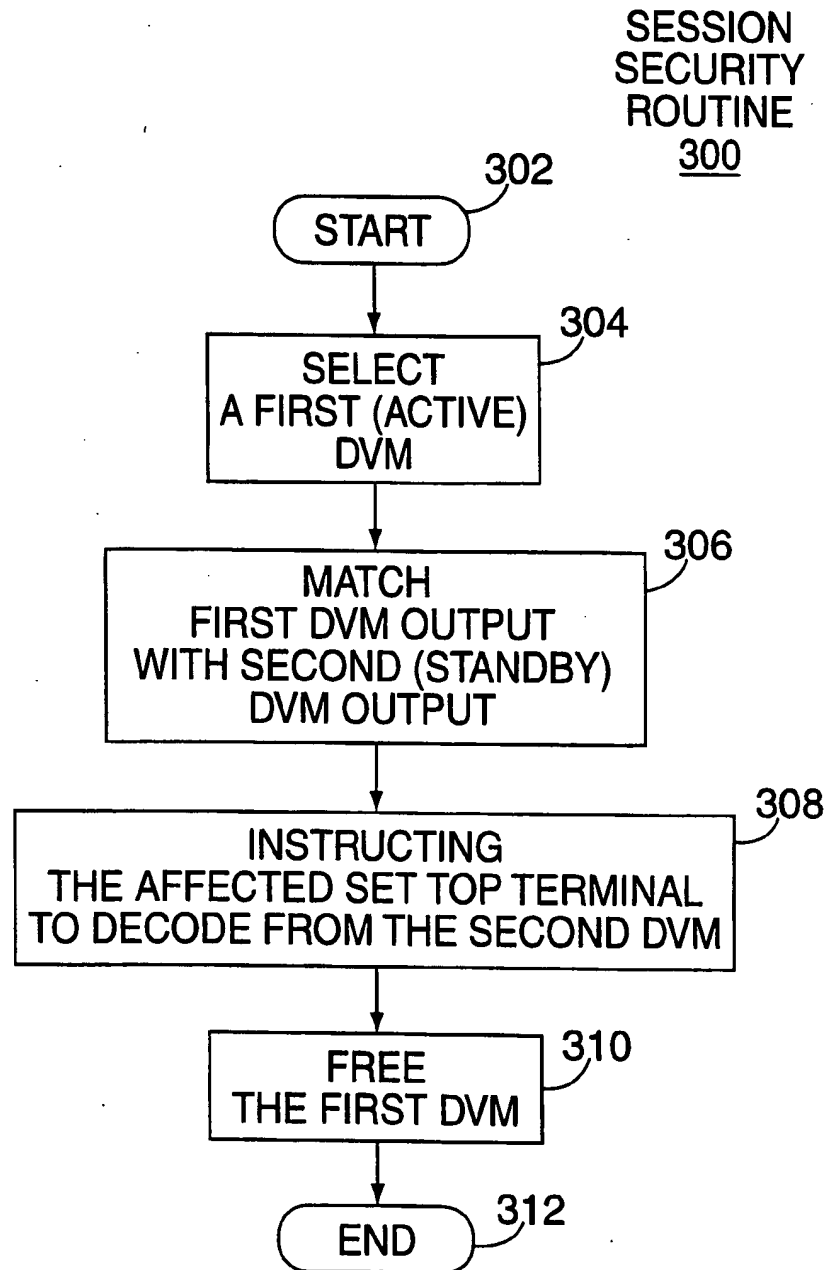 SESSION
SECURITY
ROUTINE
300
302
START
304
SELECT
A FIRST (ACTIVE)
DVM
306
MATCH
FIRST DVM OUTPUT
WITH SECOND (STANDBY)
DVM OUTPUT
308
INSTRUCTING
THE AFFECTED SET TOP TERMINAL
TO DECODE FROM THE SECOND DVM
310
FREE
THE FIRST DVM
312
END